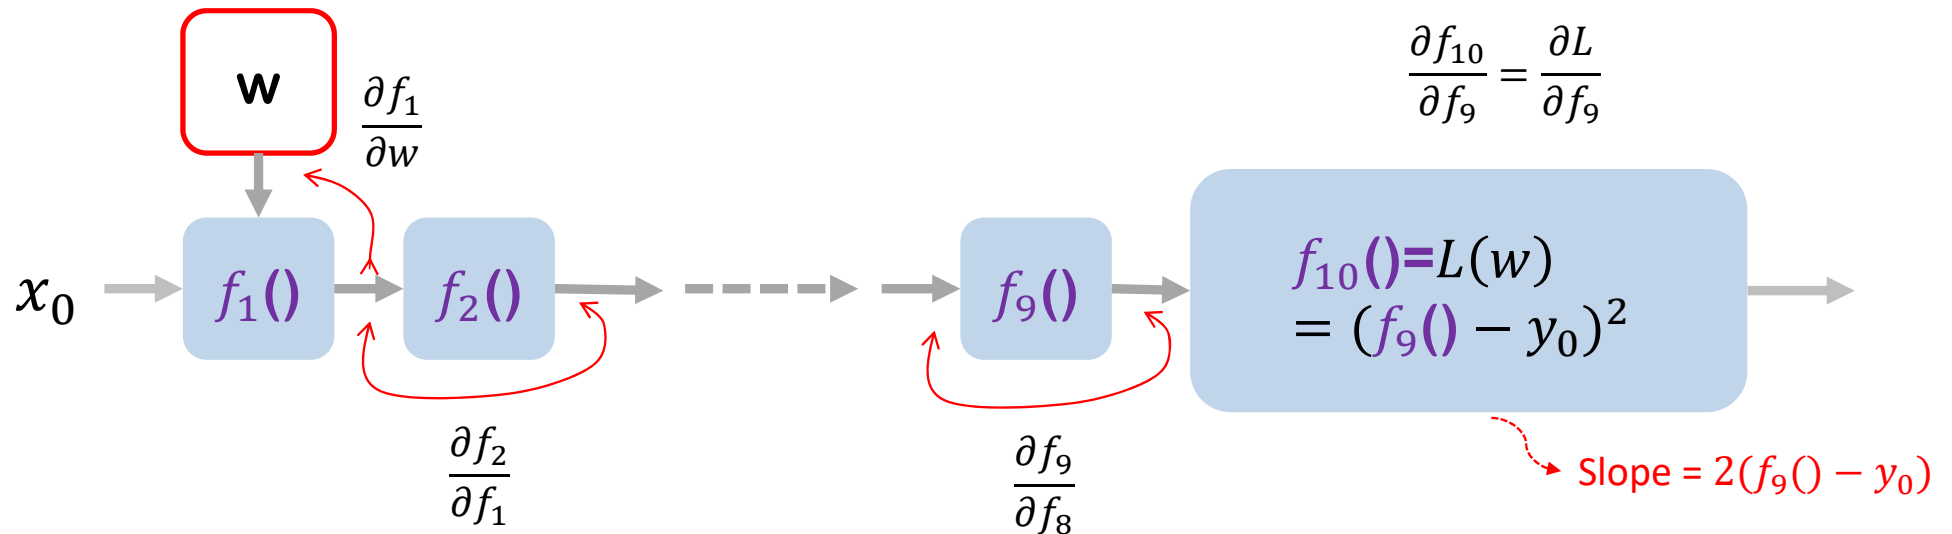 w
∂f₁/∂w
∂f₁₀/∂f₉ = ∂L/∂f₉
x₀
f₁()
f₂()
f₉()
f₁₀()=L(w)
= (f₉() − y₀)²
∂f₂/∂f₁
∂f₉/∂f₈
Slope = 2(f₉() − y₀)